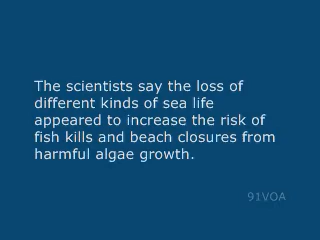 The scientists say the loss of
different kinds of sea life
appeared to increase the risk of
fish kills and beach closures from
harmful algae growth.
91VOA